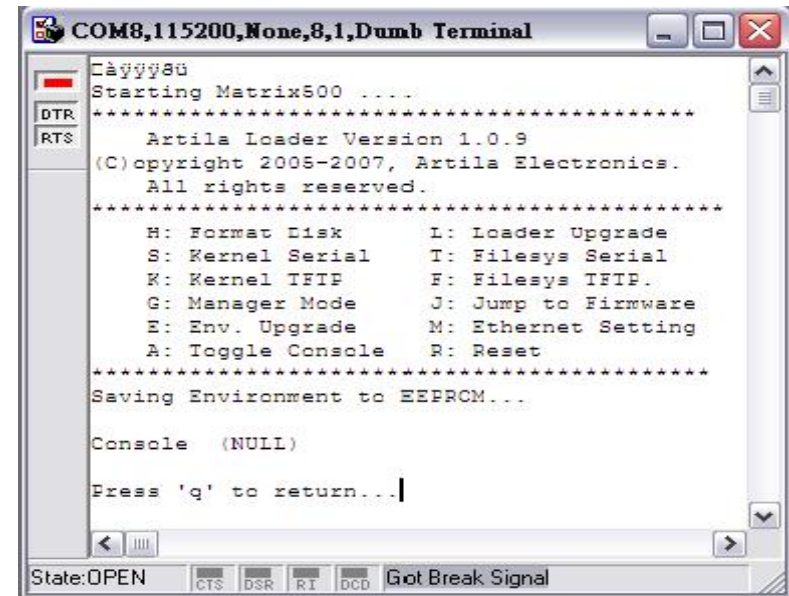 COM8,115200,None,8,1,Dumb Terminal
DTR
RTS
Starting Matrix500 ....
***********************************************
Artila Loader Version 1.0.9
(C)opyright 2005-2007, Artila Electronics.
All rights reserved.
*************************************************
H: Format Disk L: Loader Upgrade
S: Kernel Serial T: Filesys Serial
K: Kernel TFTP F: Filesys TFTP.
G: Manager Mode J: Jump to Firmware
E: Env. Upgrade M: Ethernet Setting
A: Toggle Console R: Reset
************************************************
Saving Environment to EEPROM...
Console (NULL)
Press 'q' to return...
State:OPEN CTS DSR RI DCD Got Break Signal